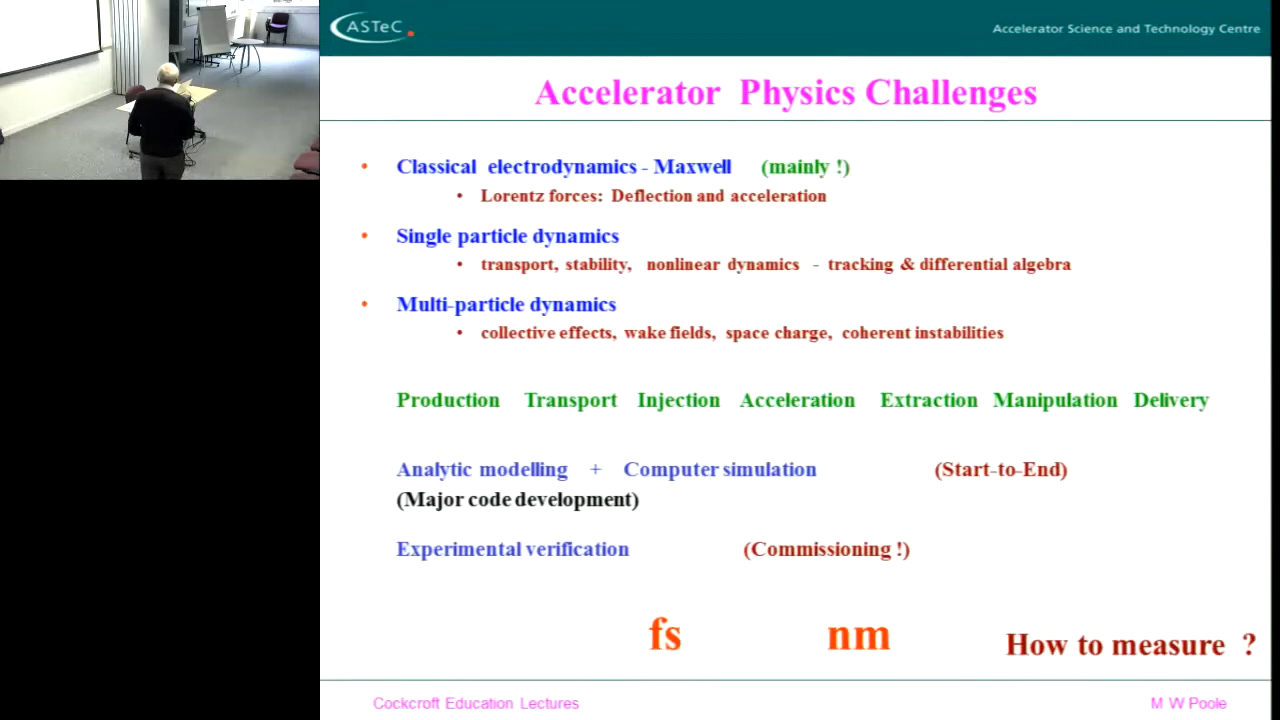 ASTeC
Accelerator Science and Technology Centre
Accelerator Physics Challenges
• Classical electrodynamics - Maxwell (mainly !)
• Lorentz forces: Deflection and acceleration
• Single particle dynamics
• transport, stability, nonlinear dynamics - tracking & differential algebra
• Multi-particle dynamics
• collective effects, wake fields, space charge, coherent instabilities
Production Transport Injection Acceleration Extraction Manipulation Delivery
Analytic modelling + Computer simulation (Start-to-End)
(Major code development)
Experimental verification (Commissioning !)
fs nm How to measure ?
Cockcroft Education Lectures M W Poole